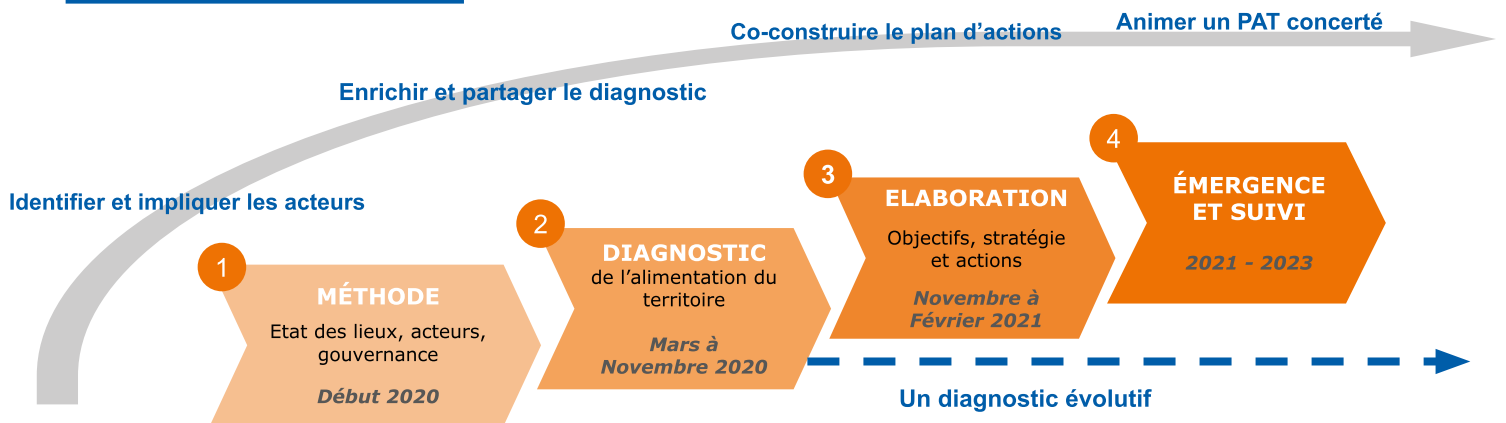 Animer un PAT concerté
Co-construire le plan d'actions
Enrichir et partager le diagnostic
Identifier et impliquer les acteurs
1
MÉTHODE
Etat des lieux, acteurs,
gouvernance
Début 2020
2
DIAGNOSTIC
de l'alimentation du
territoire
Mars à
Novembre 2020
3
ELABORATION
Objectifs, stratégie
et actions
Novembre à
Février 2021
4
ÉMERGENCE
ET SUIVI
2021 - 2023
Un diagnostic évolutif